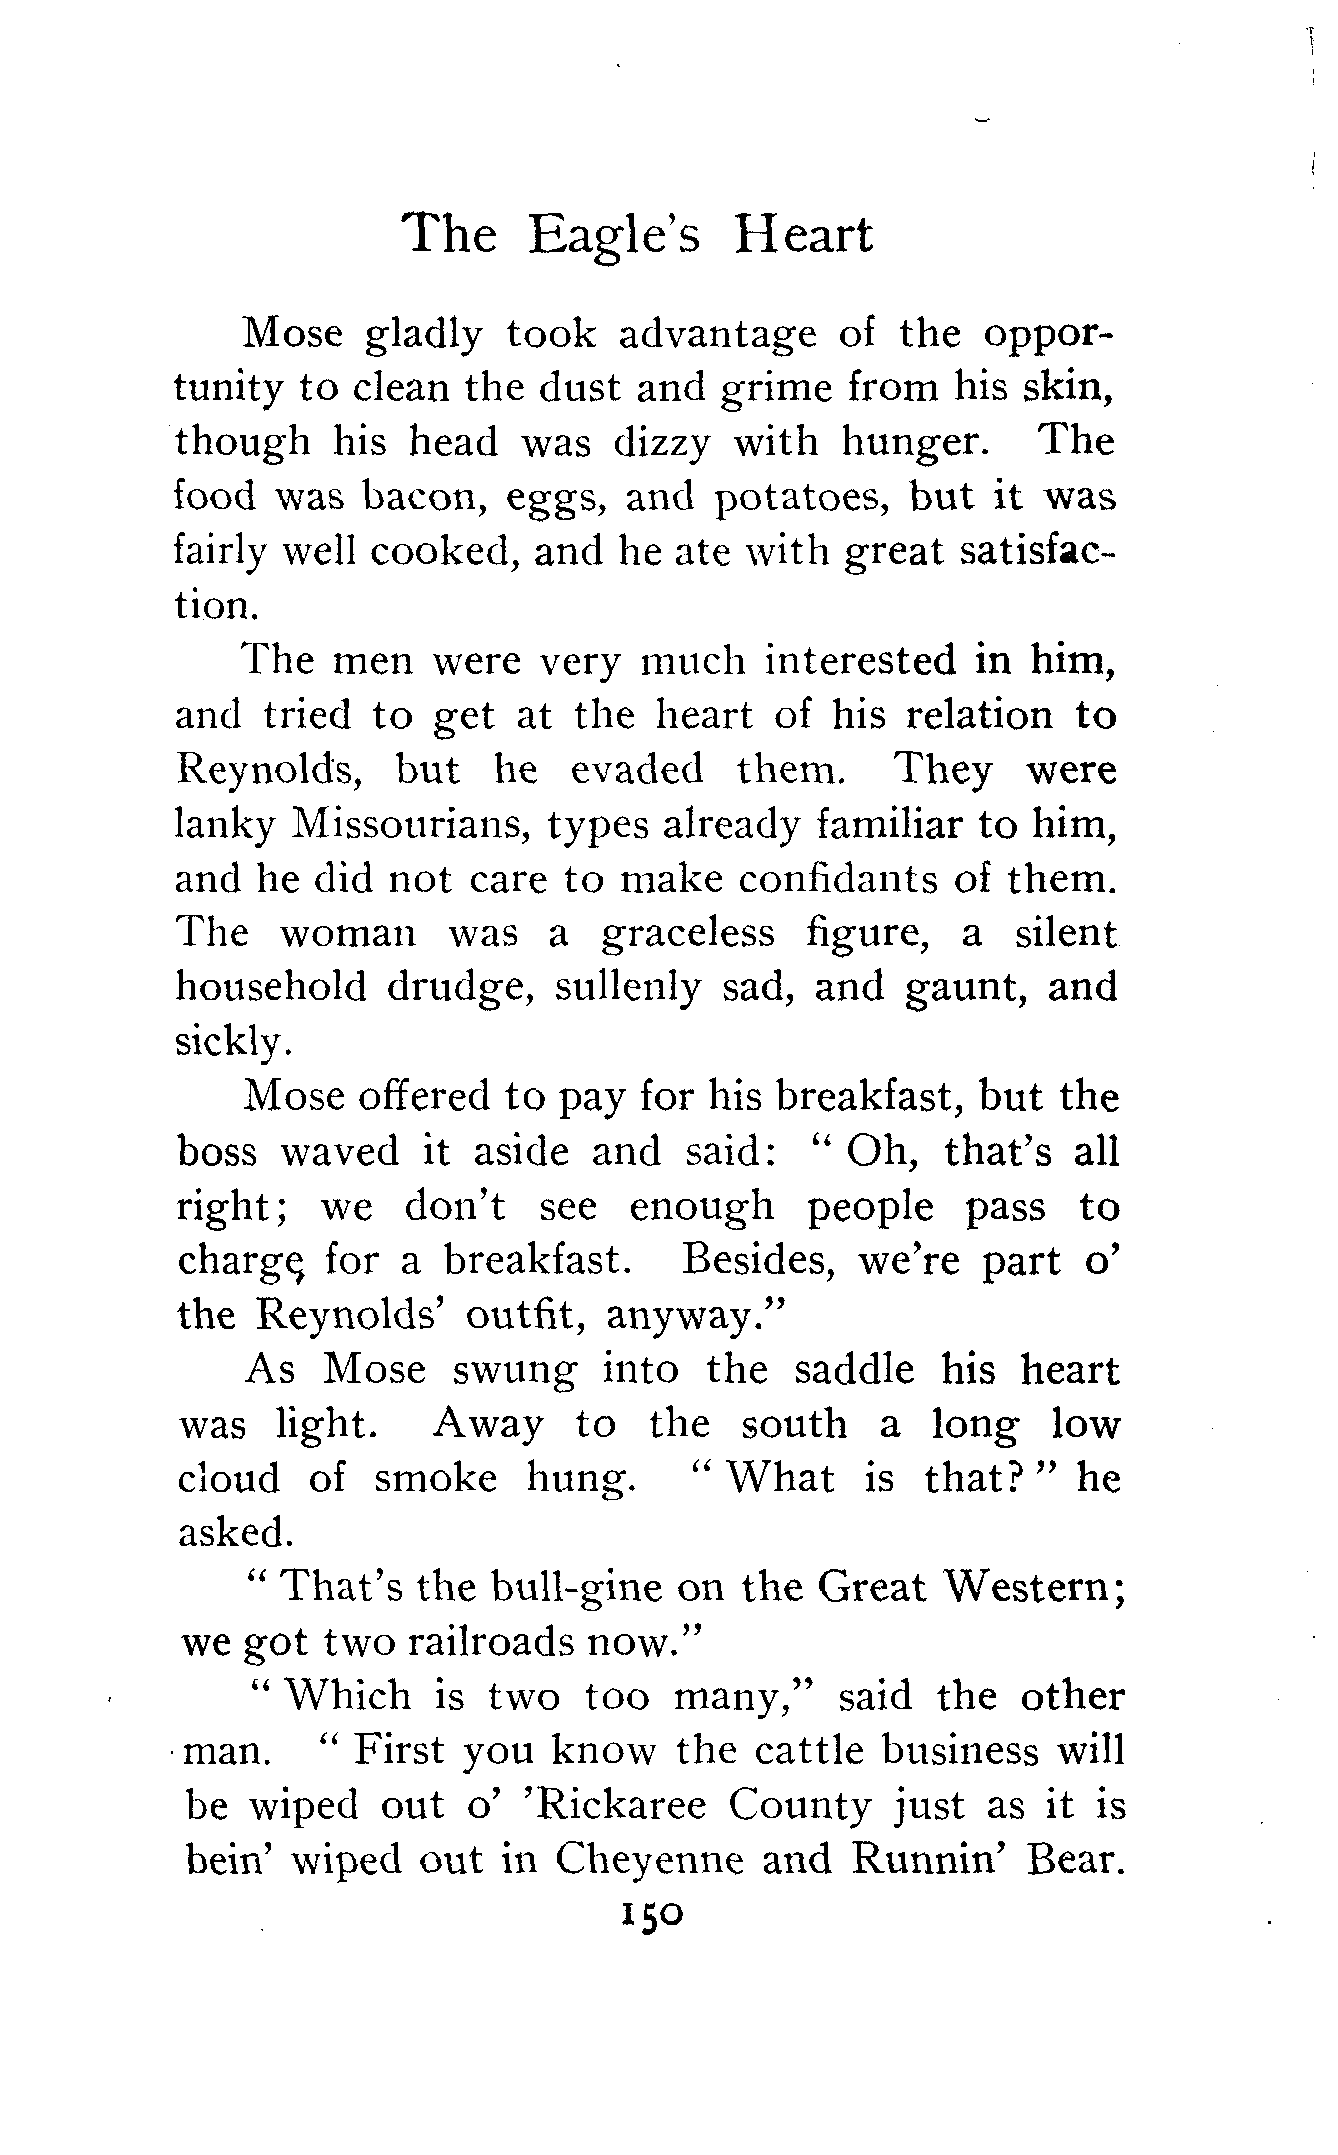 The Eagle's Heart
Mose gladly took advantage of the oppor-
tunity to clean the dust and grime from his skin,
though his head was dizzy with hunger. The
food was bacon, eggs, and potatoes, but it was
fairly well cooked, and he ate with great satisfac-
tion.
The men were very much interested in him,
and tried to get at the heart of his relation to
Reynolds, but he evaded them. They were
lanky Missourians, types already familiar to him,
and he did not care to make confidants of them.
The woman was a graceless figure, a silent
household drudge, sullenly sad, and gaunt, and
sickly.
Mose offered to pay for his breakfast, but the
boss waved it aside and said: " Oh, that's all
right; we don't see enough people pass to
charge for a breakfast. Besides, we're part o'
the Reynolds' outfit, anyway."
As Mose swung into the saddle his heart
was light. Away to the south a long low
cloud of smoke hung. " What is that? " he
asked.
" That's the bull-gine on the Great Western;
we got two railroads now."
" Which is two too many," said the other
man. " First you know the cattle business will
be wiped out o' 'Rickaree County just as it is
bein' wiped out in Cheyenne and Runnin' Bear.
150